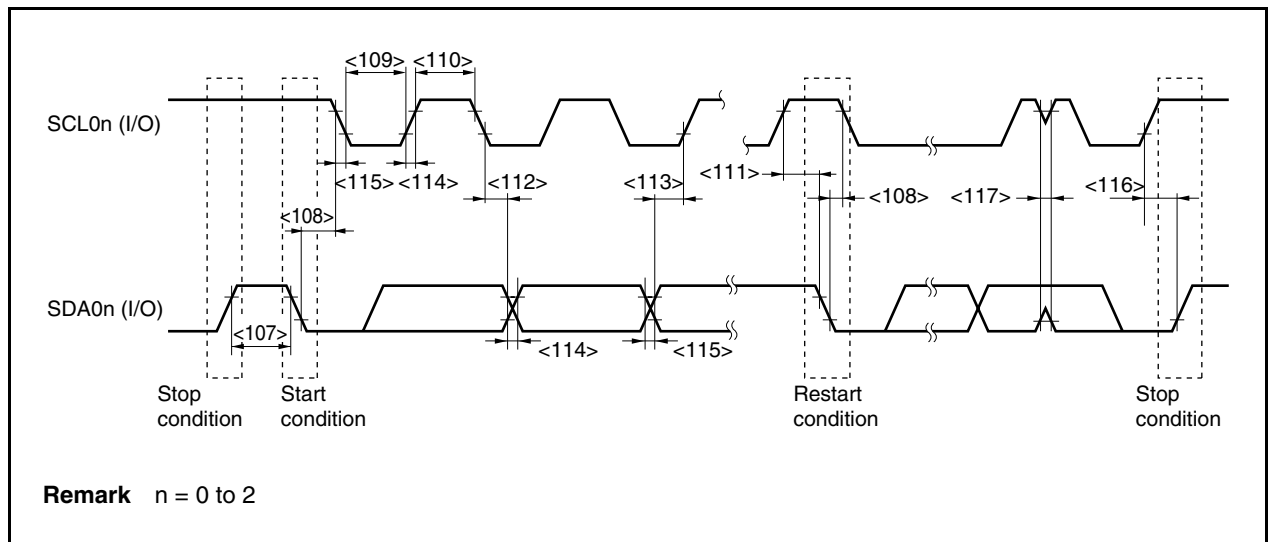 <109> <110>
SCL0n (I/O)
<115> <114> <112> <113> <111> <108> <117> <116>
<108>
SDA0n (I/O)
<107>
<114> <115>
Stop condition
Start condition
Restart condition
Stop condition
Remark n = 0 to 2